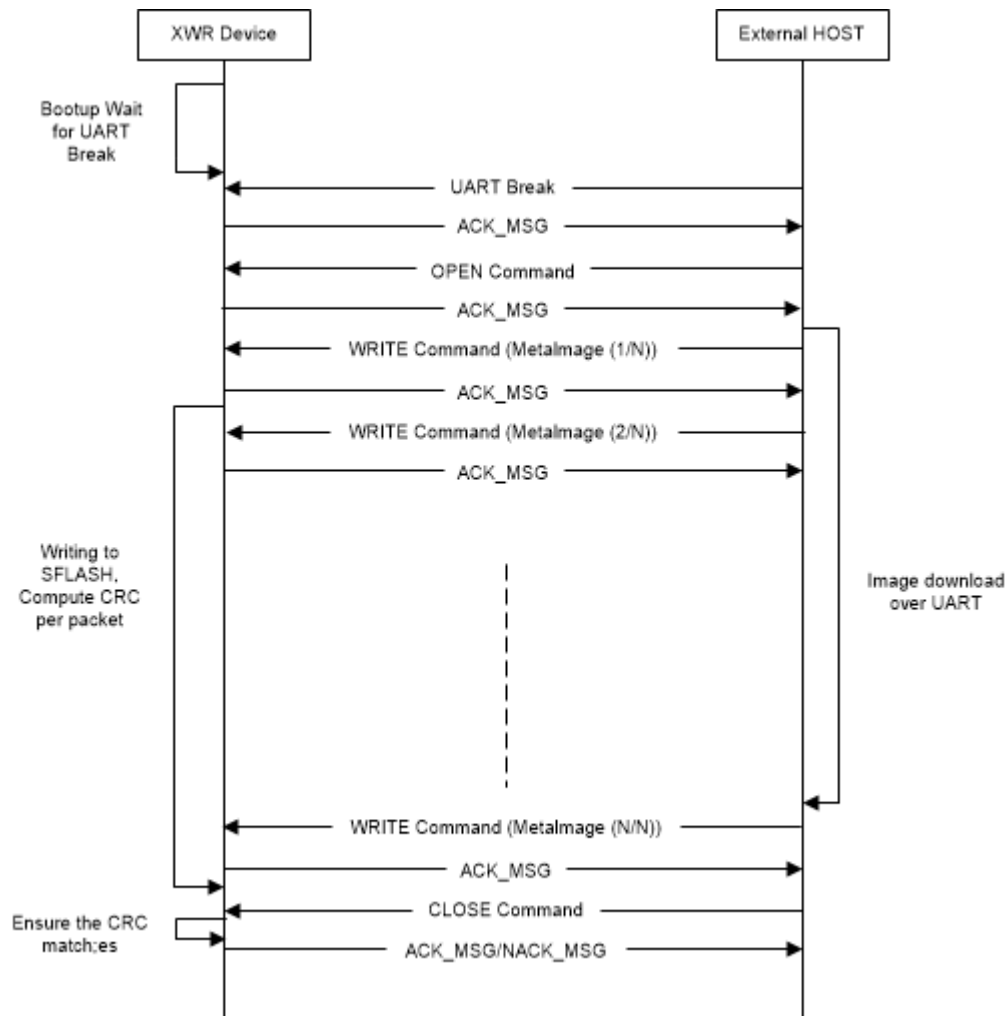 XWR Device
External HOST
Bootup Wait
for UART
Break
UART Break
ACK_MSG
OPEN Command
ACK_MSG
WRITE Command (MetaImage (1/N))
ACK_MSG
WRITE Command (MetaImage (2/N))
ACK_MSG
Writing to
SFLASH,
Compute CRC
per packet
Image download
over UART
WRITE Command (MetaImage (N/N))
ACK_MSG
CLOSE Command
Ensure the CRC
match;es
ACK_MSG/NACK_MSG